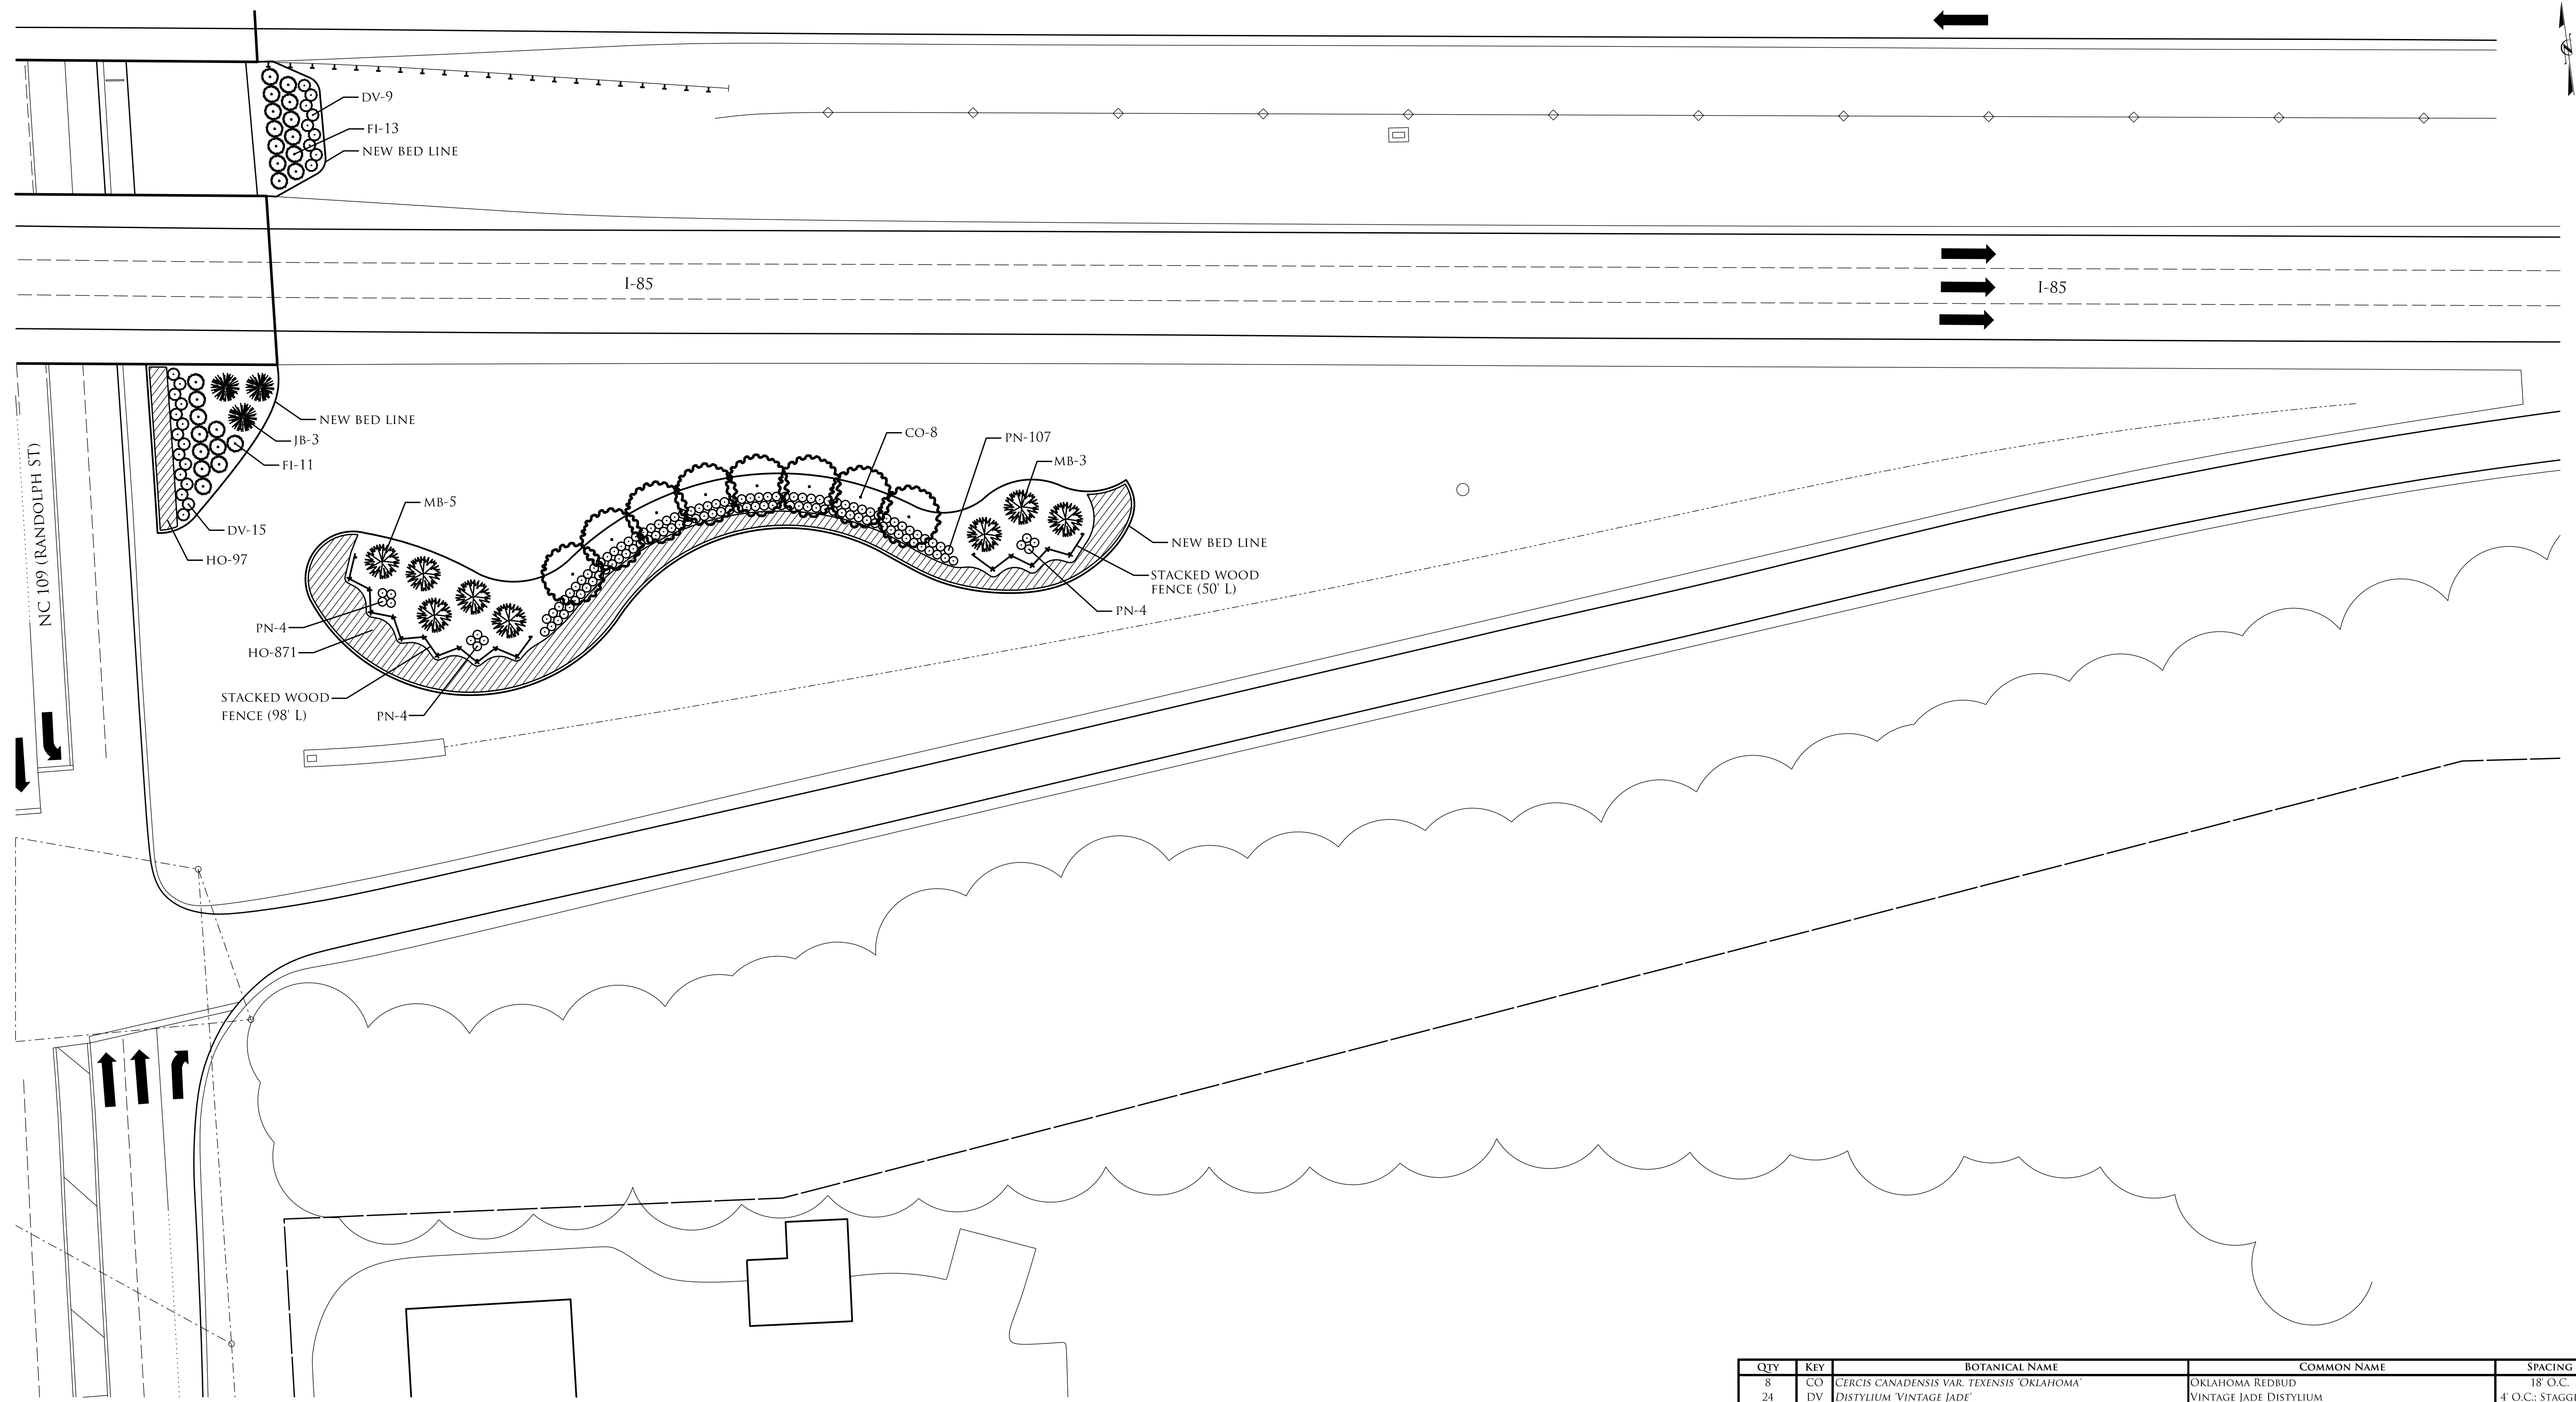 DV-9
FI-13
NEW BED LINE
I-85
I-85
NEW BED LINE
JB-3
FI-11
DV-15
HO-97
NC 109 (RANDOLPH ST)
CO-8
PN-107
MB-3
MB-5
NEW BED LINE
STACKED WOOD
FENCE (50' L)
PN-4
PN-4
HO-871
STACKED WOOD
FENCE (98' L)
PN-4
QTY KEY BOTANICAL NAME COMMON NAME SPACING
8 CO CERCIS CANADENSIS VAR. TEXENSIS 'OKLAHOMA' OKLAHOMA REDBUD 18' O.C.
24 DV DISTYLIUM 'VINTAGE JADE' VINTAGE JADE DISTYLIUM 4' O.C.;